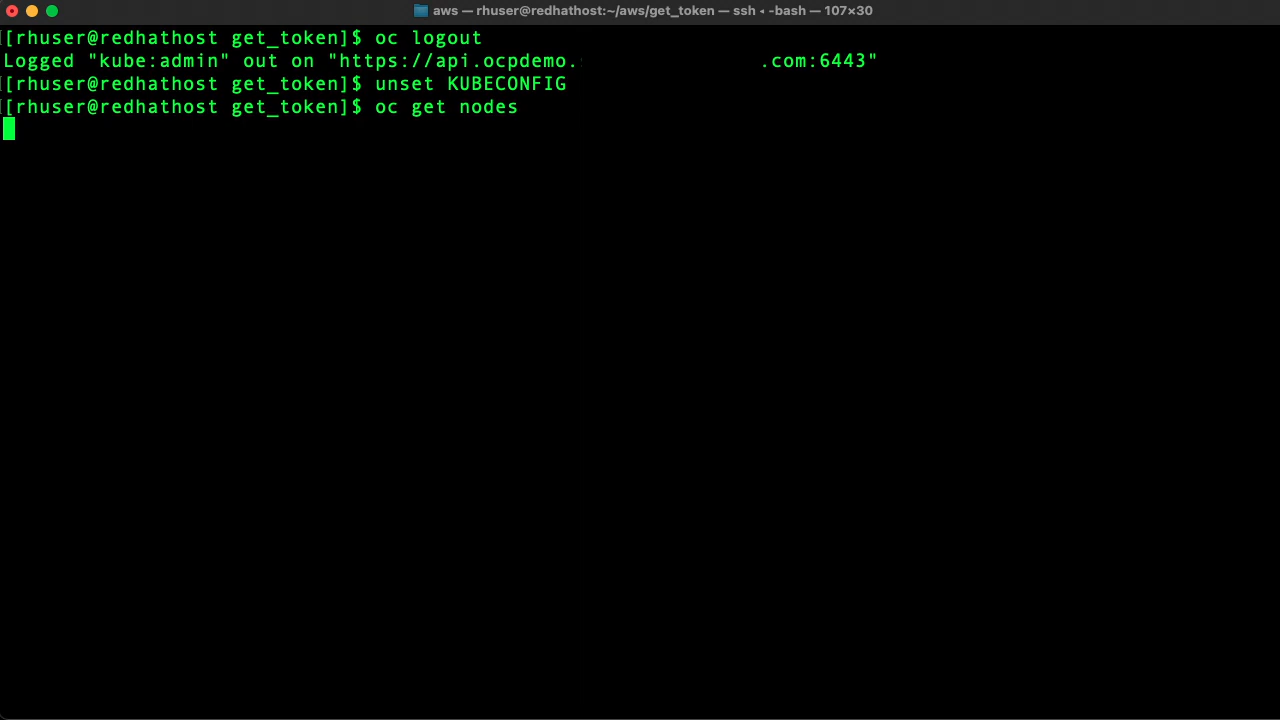 aws — rhuser@redhathost:~/aws/get_token — ssh ◂ -bash — 107×30
[rhuser@redhathost get_token]$ oc logout
Logged "kube:admin" out on "https://api.ocpdemo. .com:6443"
[rhuser@redhathost get_token]$ unset KUBECONFIG
[rhuser@redhathost get_token]$ oc get nodes